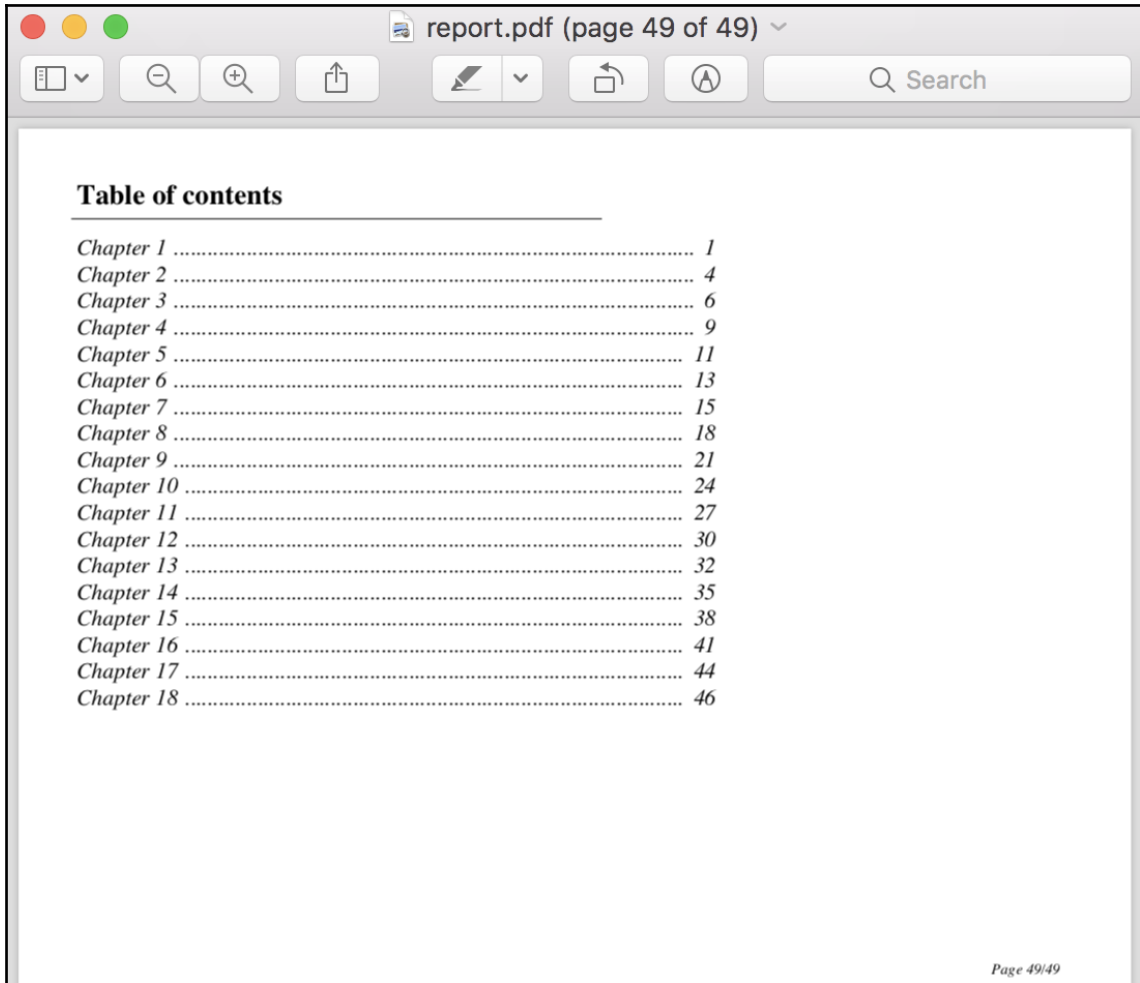 report.pdf (page 49 of 49)
Search
Table of contents
Chapter 1 ............................................................................................. 1
Chapter 2 ............................................................................................. 4
Chapter 3 ............................................................................................. 6
Chapter 4 ............................................................................................. 9
Chapter 5 ........................................................................................... 11
Chapter 6 ........................................................................................... 13
Chapter 7 ........................................................................................... 15
Chapter 8 ........................................................................................... 18
Chapter 9 ........................................................................................... 21
Chapter 10 ......................................................................................... 24
Chapter 11 ......................................................................................... 27
Chapter 12 ......................................................................................... 30
Chapter 13 ......................................................................................... 32
Chapter 14 ......................................................................................... 35
Chapter 15 ......................................................................................... 38
Chapter 16 ......................................................................................... 41
Chapter 17 ......................................................................................... 44
Chapter 18 ......................................................................................... 46
Page 49/49